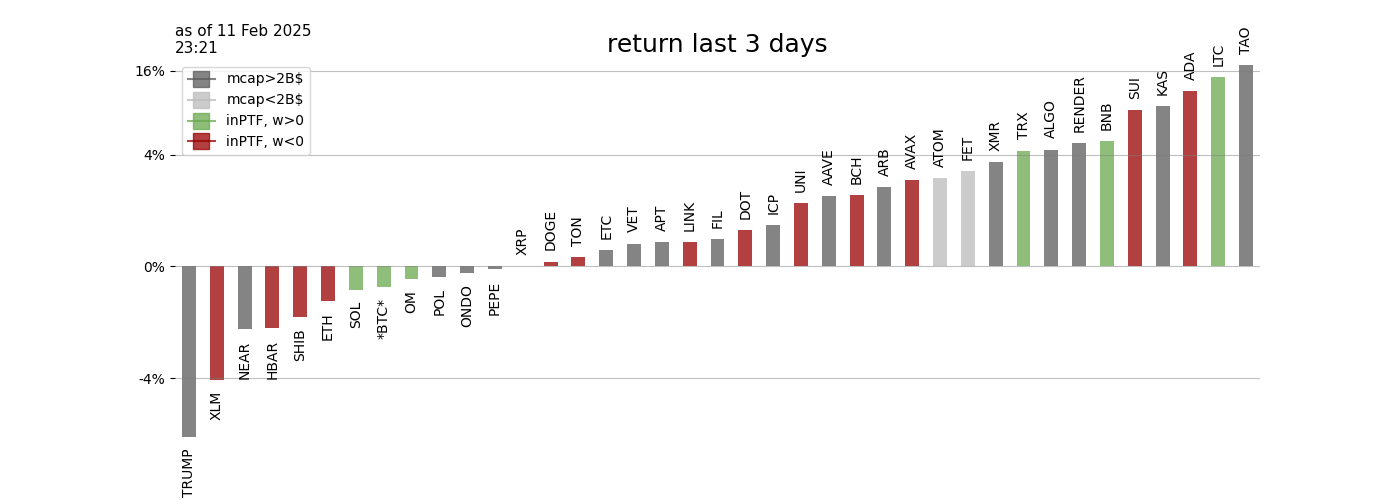 as of 11 Feb 2025
23:21
return last 3 days
16%
4%
0%
-4%
mcap>2B$
mcap<2B$
inPTF, w>0
inPTF, w<0
TRUMP
XLM
NEAR
HBAR
SHIB
ETH
SOL
*BTC*
OM
POL
ONDO
PEPE
XRP
DOGE
TON
ETC
VET
APT
LINK
FIL
DOT
ICP
UNI
AAVE
BCH
ARB
AVAX
ATOM
FET
XMR
TRX
ALGO
RENDER
BNB
SUI
KAS
ADA
LTC
TAO